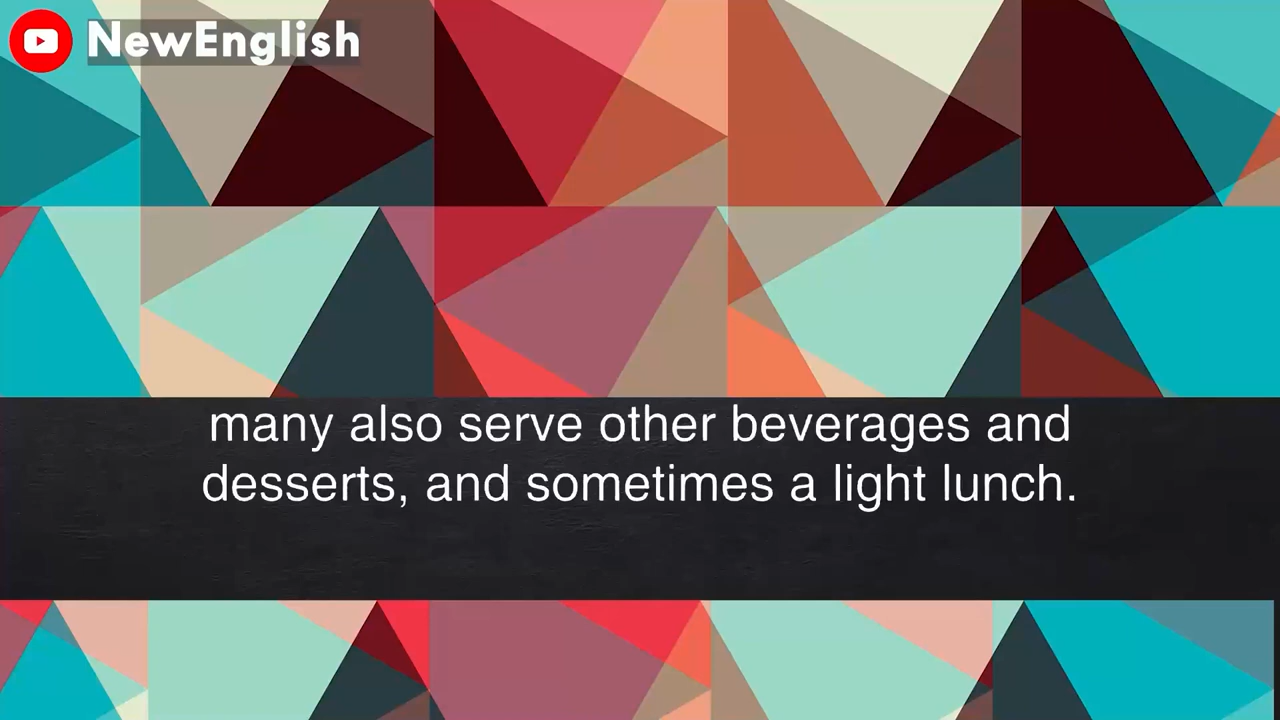 NewEnglish
many also serve other beverages and
desserts, and sometimes a light lunch.